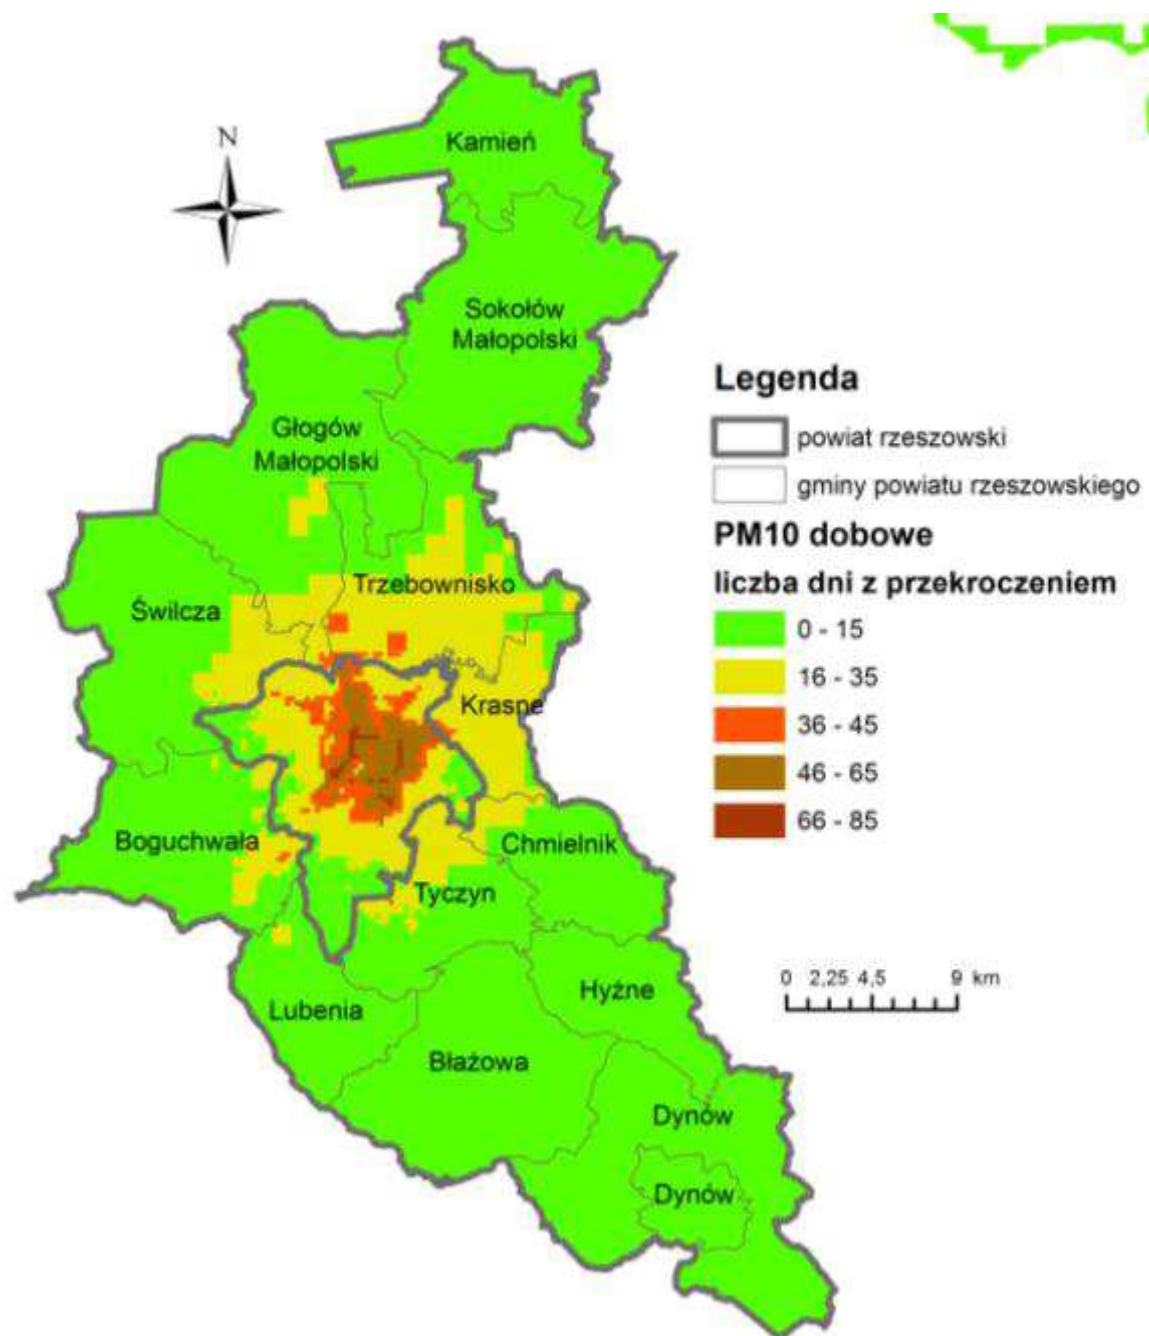 N
Kamień
Sokołów
Małopolski
Głogów
Małopolski
Trzebownisko
Świlcza
Kraspe
Boguchwała
Chmielnik
Tyczyn
Lubenia
Hyźne
Błażowa
Dynów
Dynów
Legenda
powiat rzeszowski
gminy powiatu rzeszowskiego
PM10 dobowe
liczba dni z przekroczeniem
0 - 15
16 - 35
36 - 45
46 - 65
66 - 85
0 2,25 4,5 9 km